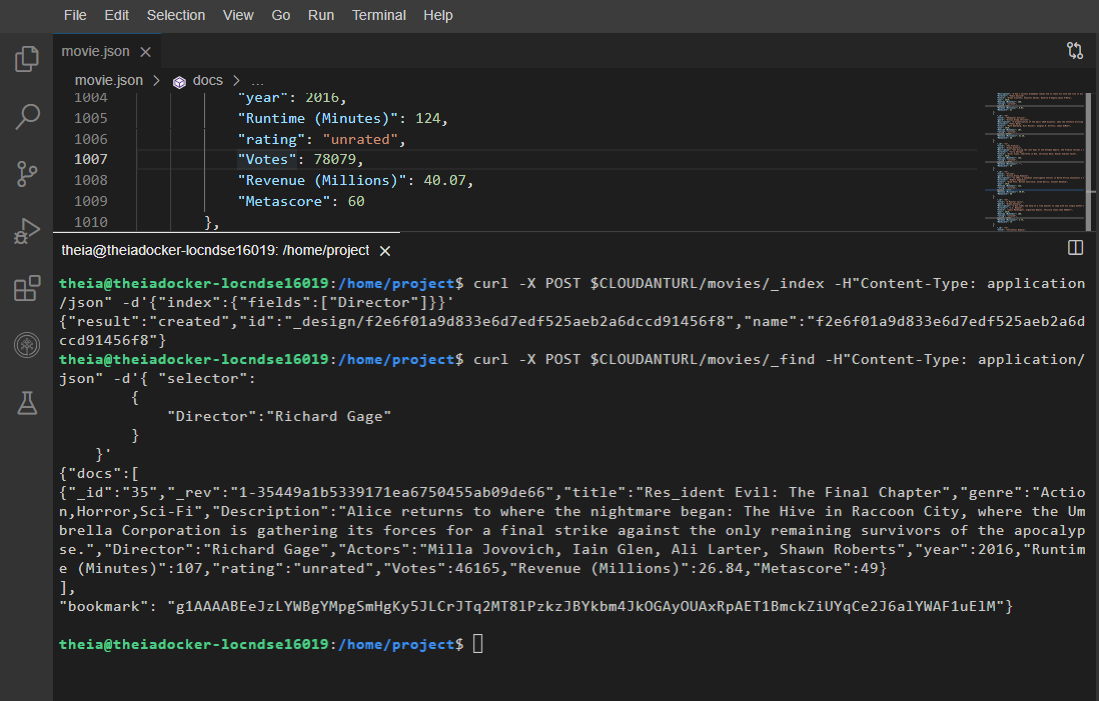 File Edit Selection View Go Run Terminal Help
movie.json
movie.json > docs > ...
1004 "year": 2016,
1005 "Runtime (Minutes)": 124,
1006 "rating": "unrated",
1007 "Votes": 78079,
1008 "Revenue (Millions)": 40.07,
1009 "Metascore": 60
1010 },
theia@theiadocker-locndse16019: /home/project
theia@theiadocker-locndse16019:/home/project$ curl -X POST $CLOUDANTURL/movies/_index -H"Content-Type: application
/json" -d'{"index":{"fields":["Director"]}}'
{"result":"created","id":"_design/f2e6f01a9d833e6d7edf525aeb2a6dccd91456f8","name":"f2e6f01a9d833e6d7edf525aeb2a6d
ccd91456f8"}
theia@theiadocker-locndse16019:/home/project$ curl -X POST $CLOUDANTURL/movies/_find -H"Content-Type: application/
json" -d'{ "selector":
{
"Director":"Richard Gage"
}
}'
{"docs":[
{"_id":"35","_rev":"1-35449a1b5339171ea6750455ab09de66","title":"Res_ident Evil: The Final Chapter","genre":"Actio
n,Horror,Sci-Fi","Description":"Alice returns to where the nightmare began: The Hive in Raccoon City, where the Um
brella Corporation is gathering its forces for a final strike against the only remaining survivors of the apocalyp
se.","Director":"Richard Gage","Actors":"Milla Jovovich, Iain Glen, Ali Larter, Shawn Roberts","year":2016,"Runtim
e (Minutes)":107,"rating":"unrated","Votes":46165,"Revenue (Millions)":26.84,"Metascore":49}
],
"bookmark": "g1AAAABEeJzLYWBgYMpgSmHgKy5JLCrJTq2MT8lPzkzJBYkbm4JkOGAyOUAxRpAET1BmckZiUYqCe2J6alYWAF1uElM"}
theia@theiadocker-locndse16019:/home/project$